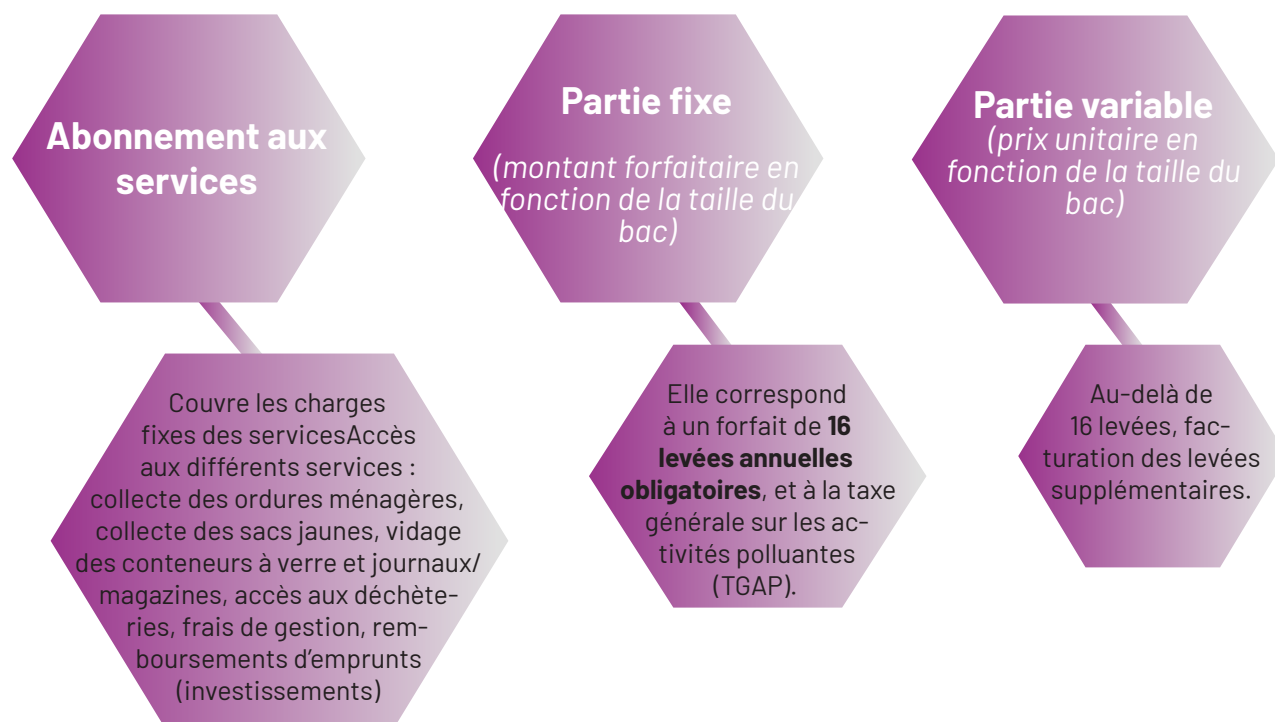 Abonnement aux
services
Couvre les charges
fixes des servicesAccès
aux différents services :
collecte des ordures ménagères,
collecte des sacs jaunes, vidage
des conteneurs à verre et journaux/
magazines, accès aux déchète-
ries, frais de gestion, rem-
boursements d'emprunts
(investissements)
Partie fixe
(montant forfaitaire en
fonction de la taille du
bac)
Elle correspond
à un forfait de 16
levées annuelles
obligatoires, et à la taxe
générale sur les ac-
tivités polluantes
(TGAP).
Partie variable
(prix unitaire en
fonction de la taille du
bac)
Au-delà de
16 levées, fac-
turation des levées
supplémentaires.